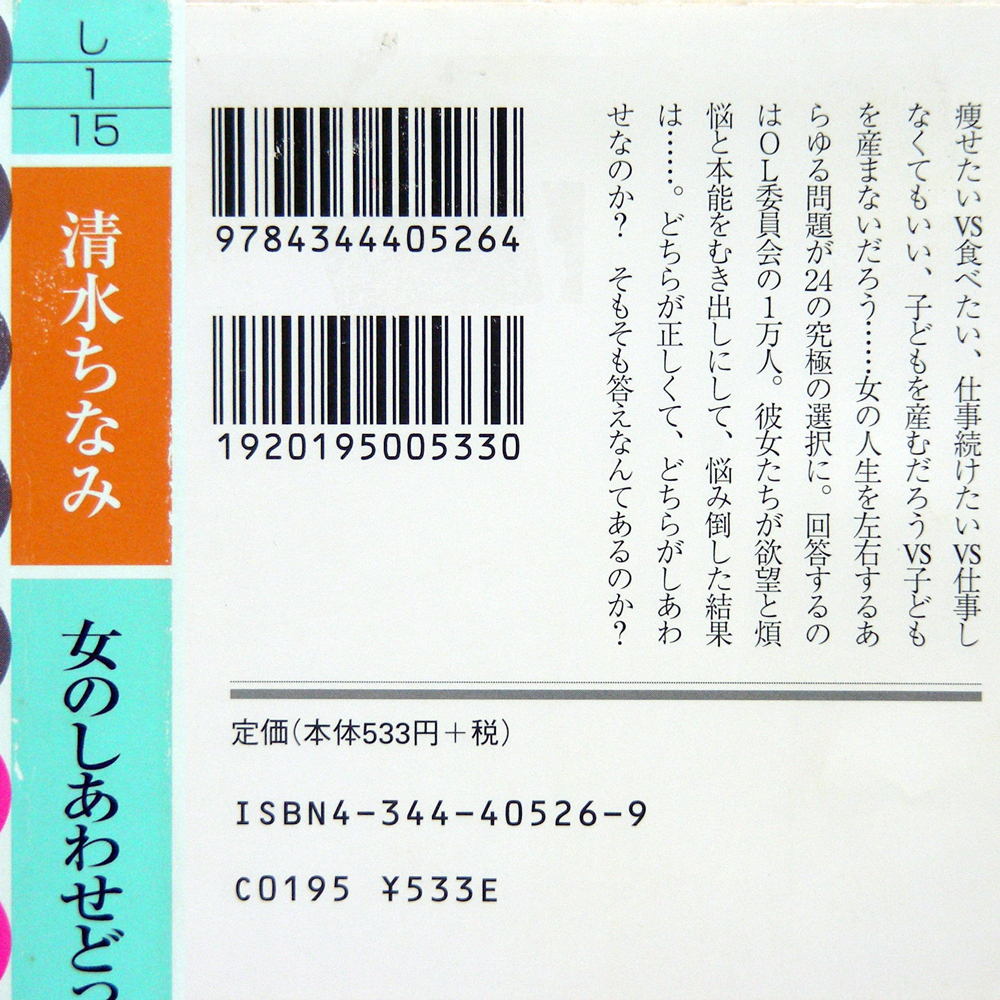 し
1
15
清水ちなみ
女のしあわせどっ
9784344405264
1920195005330
痩せたいVS食べたい、仕事続けたいVS仕事し
なくてもいい、子どもを産むだろうVS子ども
を産まないだろう……女の人生を左右するあ
らゆる問題が24の究極の選択に。回答するの
はOL委員会の1万人。彼女たちが欲望と煩
悩と本能をむき出しにして、悩み倒した結果
は……。どちらが正しくて、どちらがしあわ
せなのか？　そもそも答えなんてあるのか？
定価(本体533円＋税)
ISBN4-344-40526-9
C0195 ¥533E